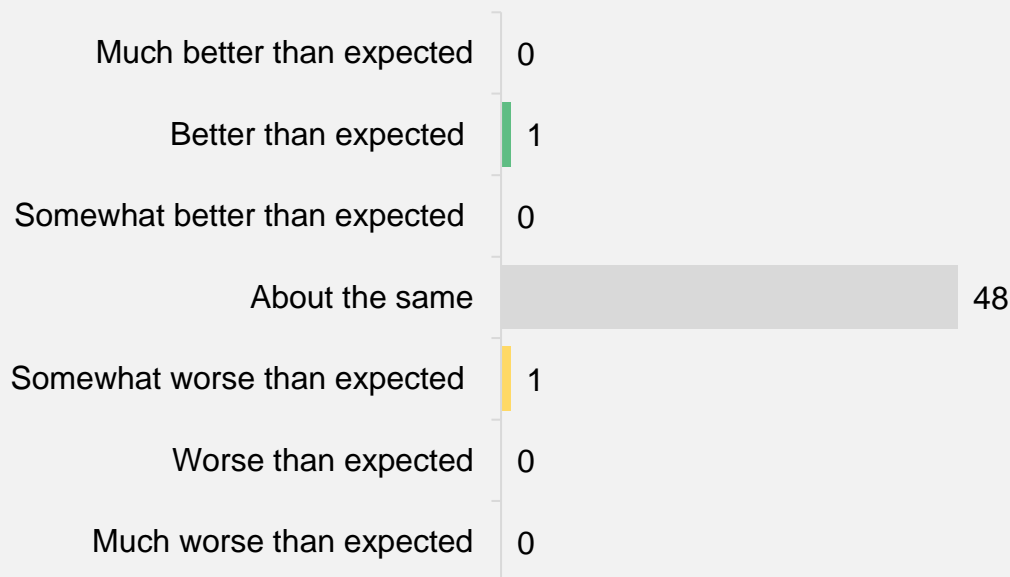 Much better than expected 0
Better than expected 1
Somewhat better than expected 0
About the same 48
Somewhat worse than expected 1
Worse than expected 0
Much worse than expected 0